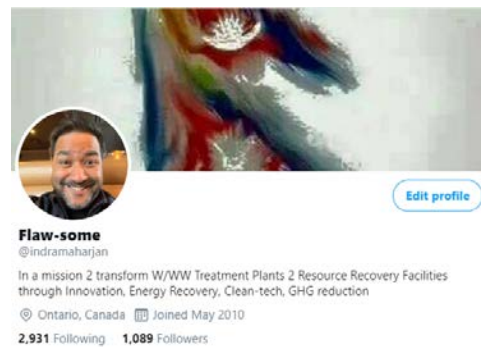 Edit profile
Flaw-some
@indramaharjan
In a mission 2 transform W/WW Treatment Plants 2 Resource Recovery Facilities
through Innovation, Energy Recovery, Clean-tech, GHG reduction
Ontario, Canada Joined May 2010
2,931 Following 1,089 Followers